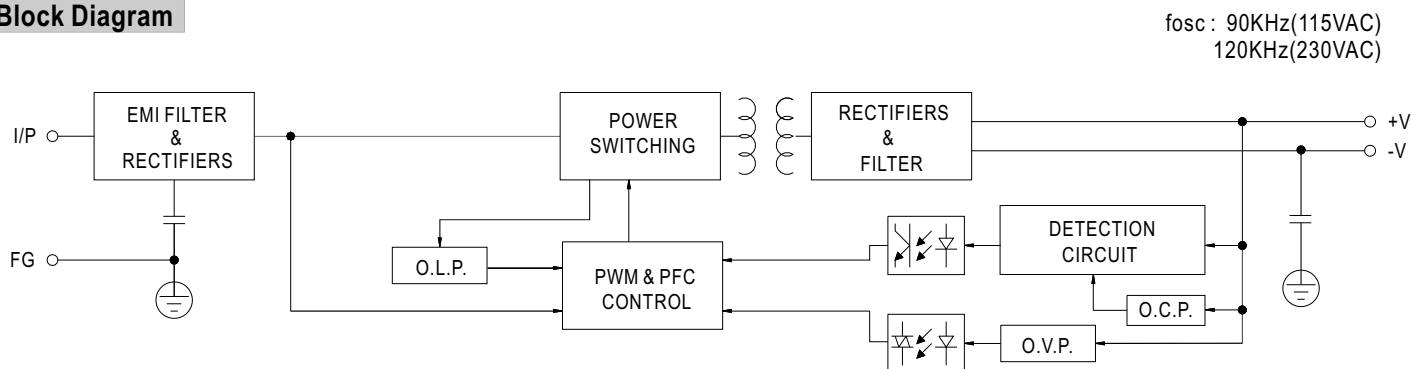 Block Diagram
fosc : 90KHz(115VAC)
120KHz(230VAC)
I/P
EMI FILTER
&
RECTIFIERS
POWER
SWITCHING
RECTIFIERS
&
FILTER
+V
-V
FG
O.L.P.
PWM & PFC
CONTROL
DETECTION
CIRCUIT
O.C.P.
O.V.P.